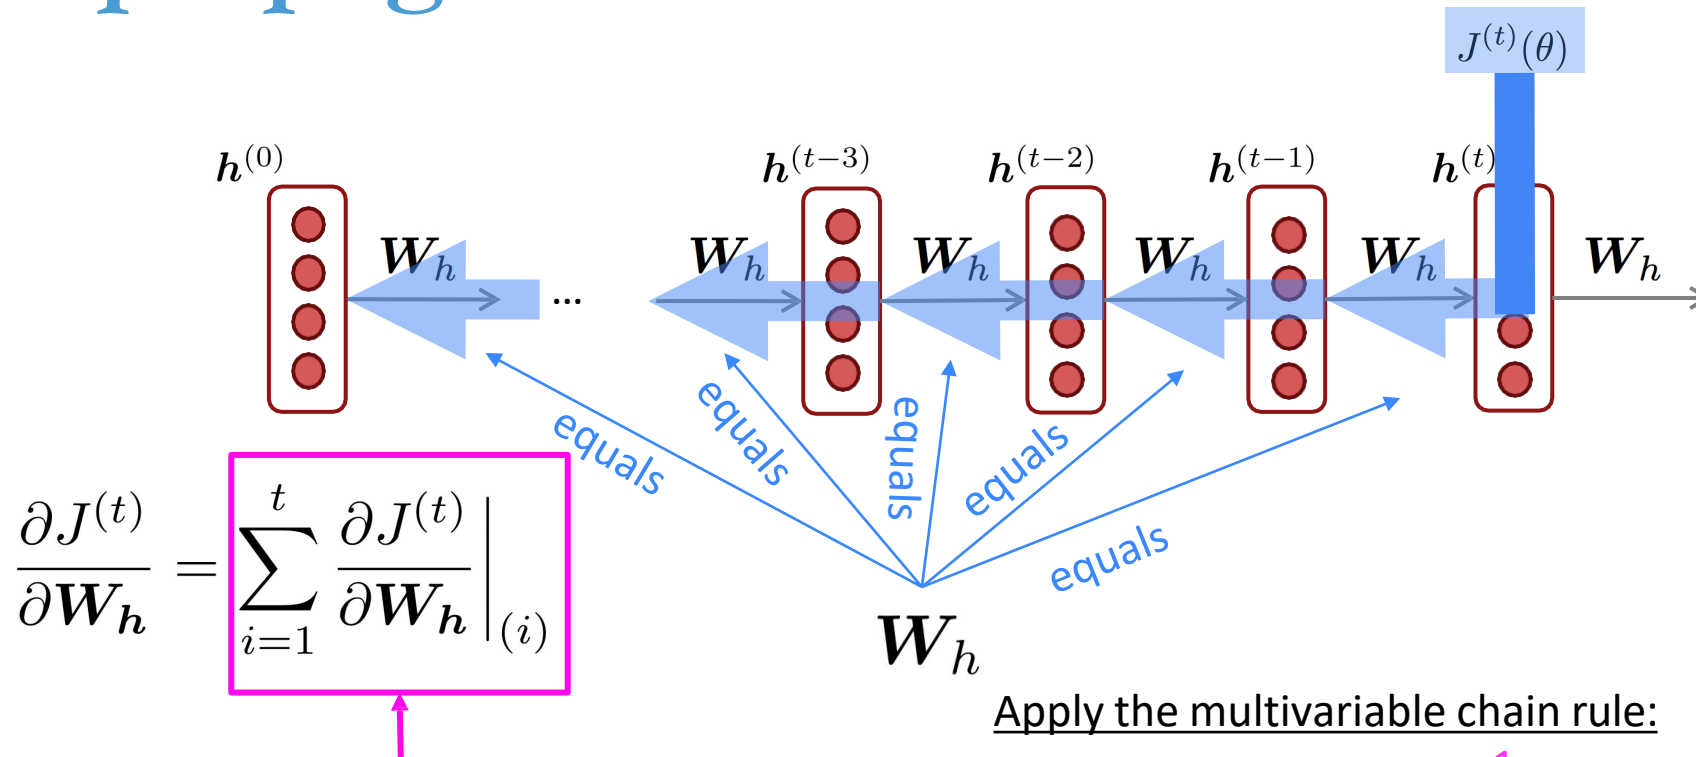 J^{(t)}(θ)
h^{(0)} h^{(t−3)} h^{(t−2)} h^{(t−1)} h^{(t)}
W_h ... W_h W_h W_h W_h W_h
equals equals equals equals equals
∂J^{(t)}/∂W_h = ∑_{i=1}^{t} ∂J^{(t)}/∂W_h |_{(i)}
W_h
Apply the multivariable chain rule: